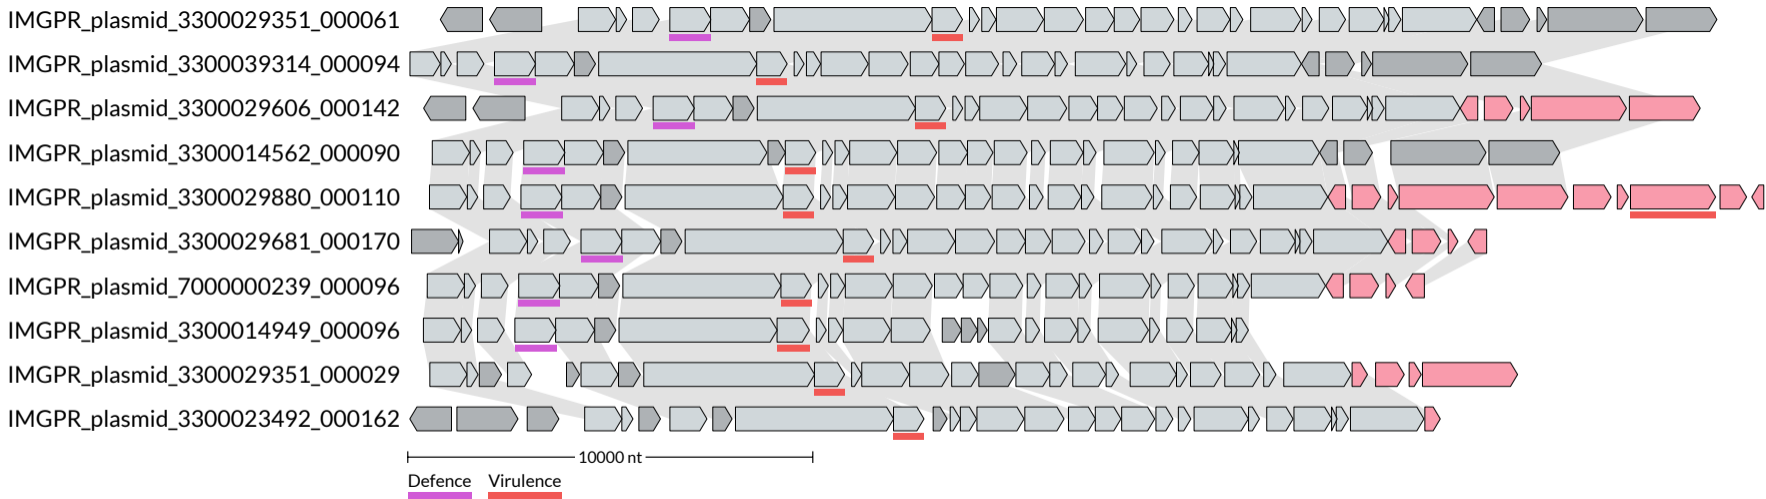 IMGPR_plasmid_3300029351_000061
IMGPR_plasmid_3300039314_000094
IMGPR_plasmid_3300029606_000142
IMGPR_plasmid_3300014562_000090
IMGPR_plasmid_3300029880_000110
IMGPR_plasmid_3300029681_000170
IMGPR_plasmid_7000000239_000096
IMGPR_plasmid_3300014949_000096
IMGPR_plasmid_3300029351_000029
IMGPR_plasmid_3300023492_000162
10000 nt
Defence Virulence